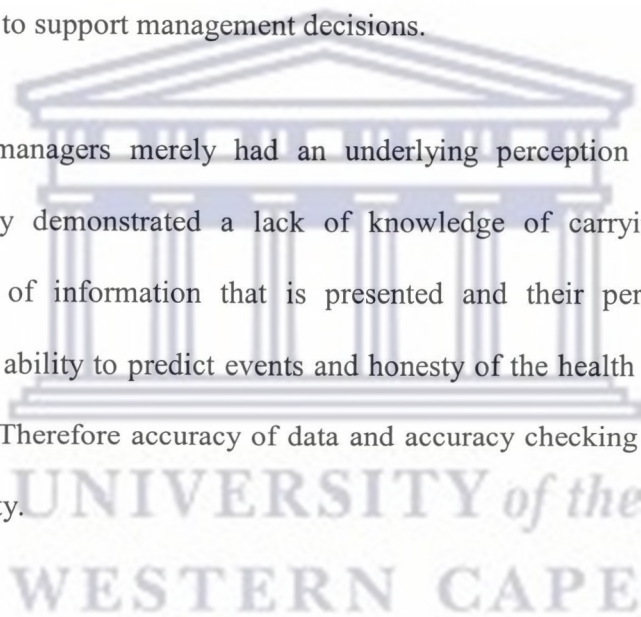 to support management decisions.
managers merely had an underlying perception
demonstrated a lack of knowledge of carryi
of information that is presented and their per
ability to predict events and honesty of the health
Therefore accuracy of data and accuracy checking
UNIVERSITY of the
WESTERN CAPE